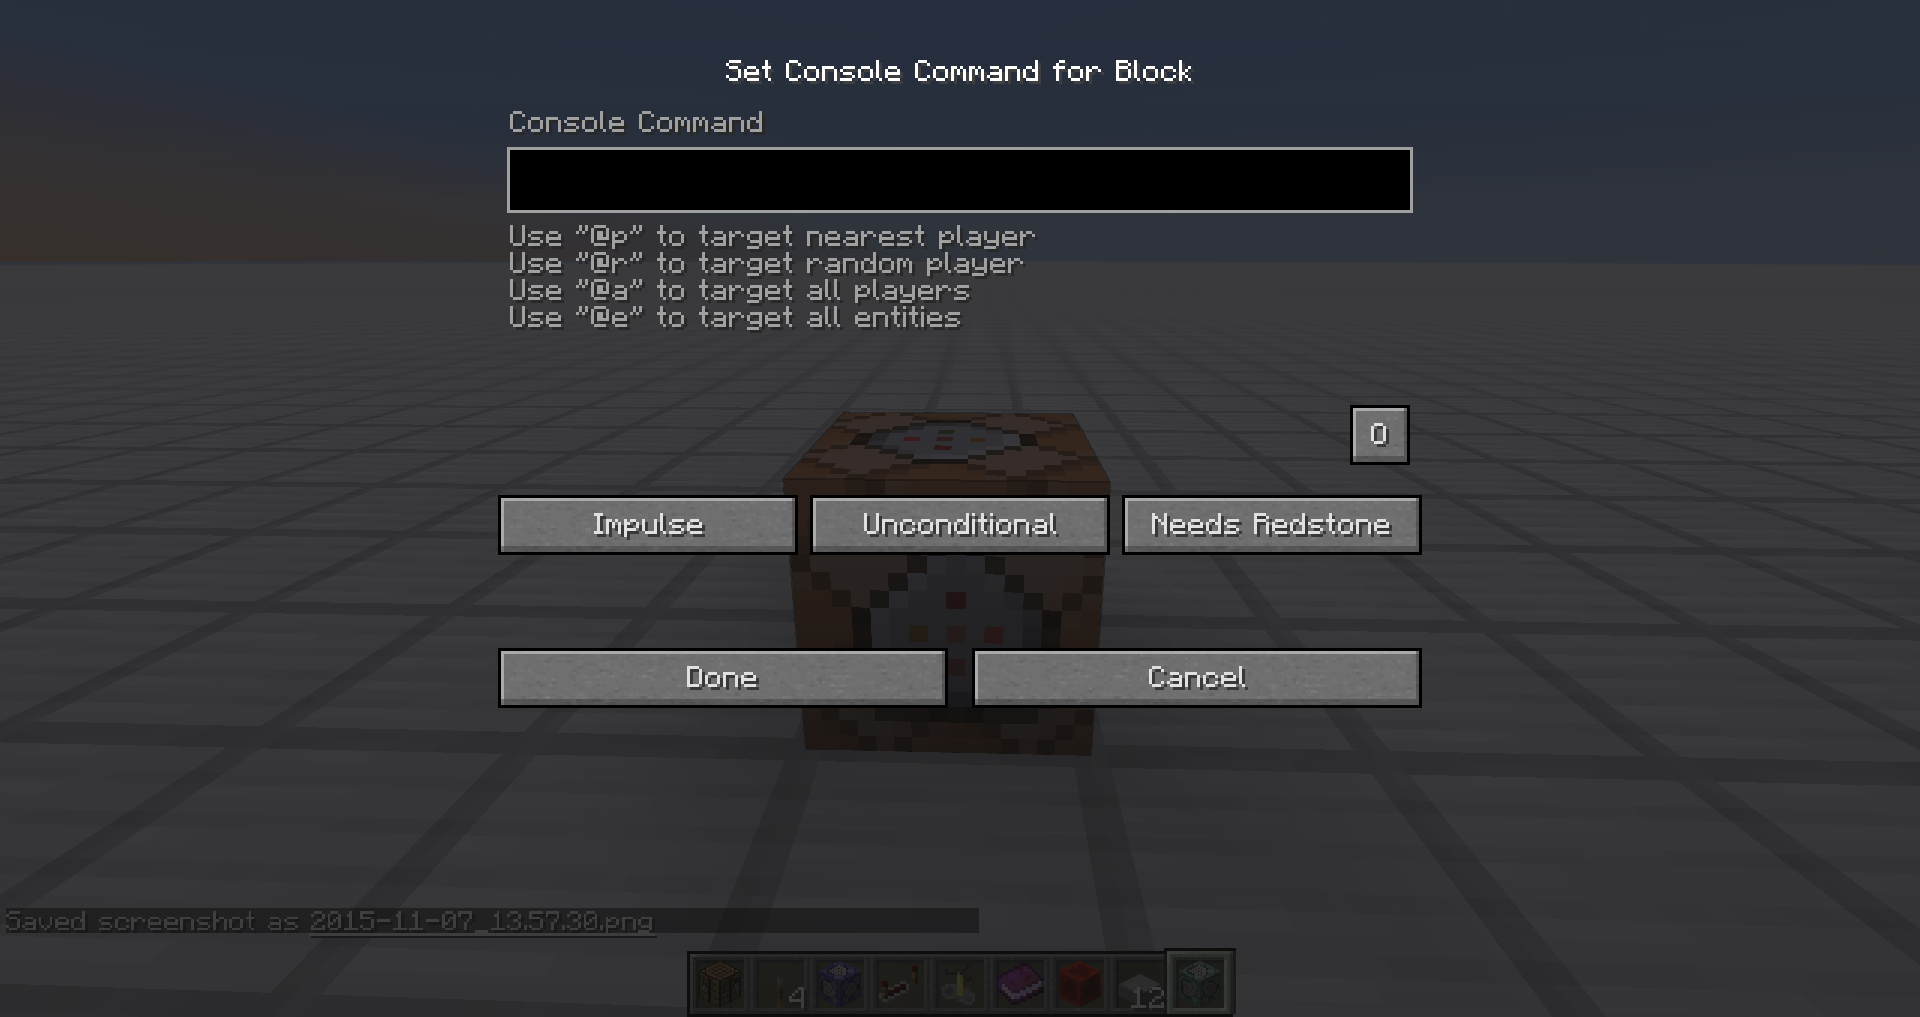 Set Console Command for Block
Console Command
Use "@p" to target nearest player
Use "@r" to target random player
Use "@a" to target all players
Use "@e" to target all entities
O
Impulse Unconditional Needs Redstone
Done Cancel
Saved screenshot as 2015-11-07_13.57.30.png
4 12